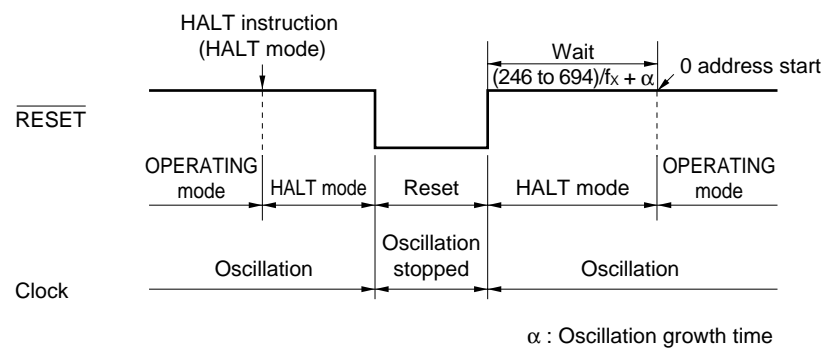 HALT instruction
(HALT mode)
Wait
(246 to 694)/fX + α
0 address start
RESET
OPERATING
mode
HALT mode
Reset
HALT mode
OPERATING
mode
Oscillation
Oscillation
stopped
Oscillation
Clock
α : Oscillation growth time